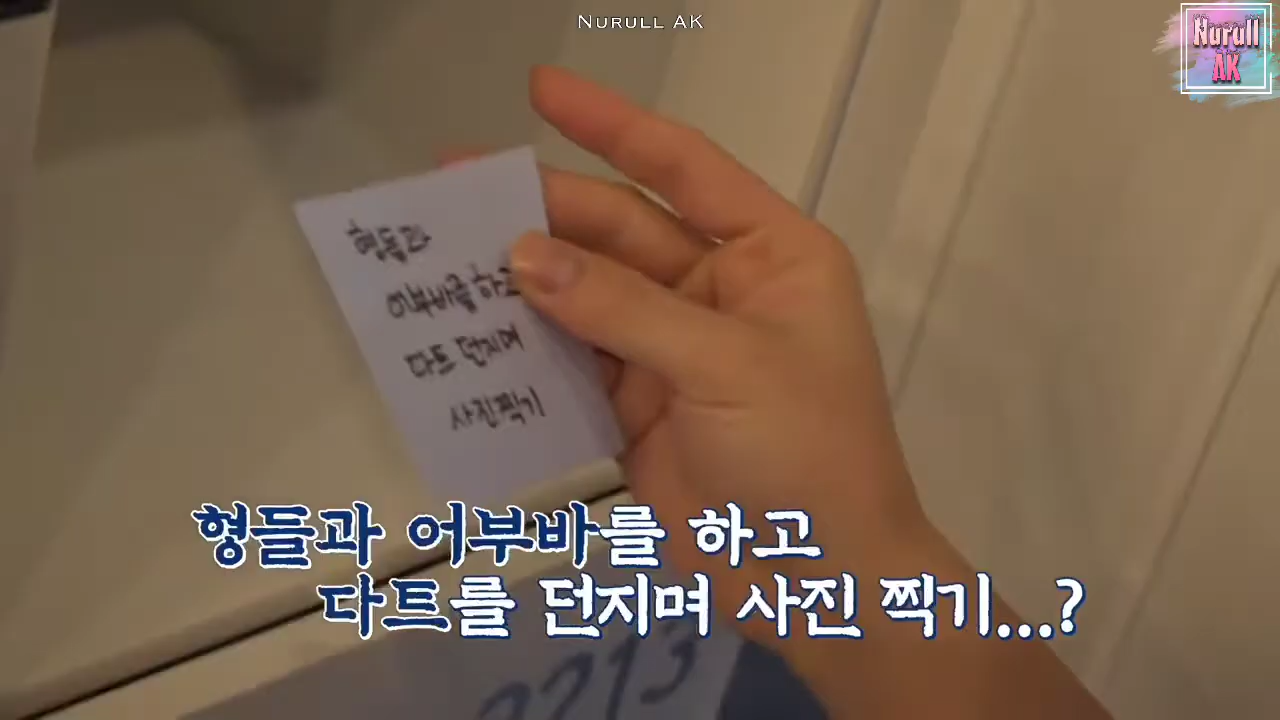 NURULL AK
Nurull
AK
형들과
어부바를 하고
다트 던지며
사진찍기
형들과 어부바를 하고
다트를 던지며 사진 찍기...?
2213